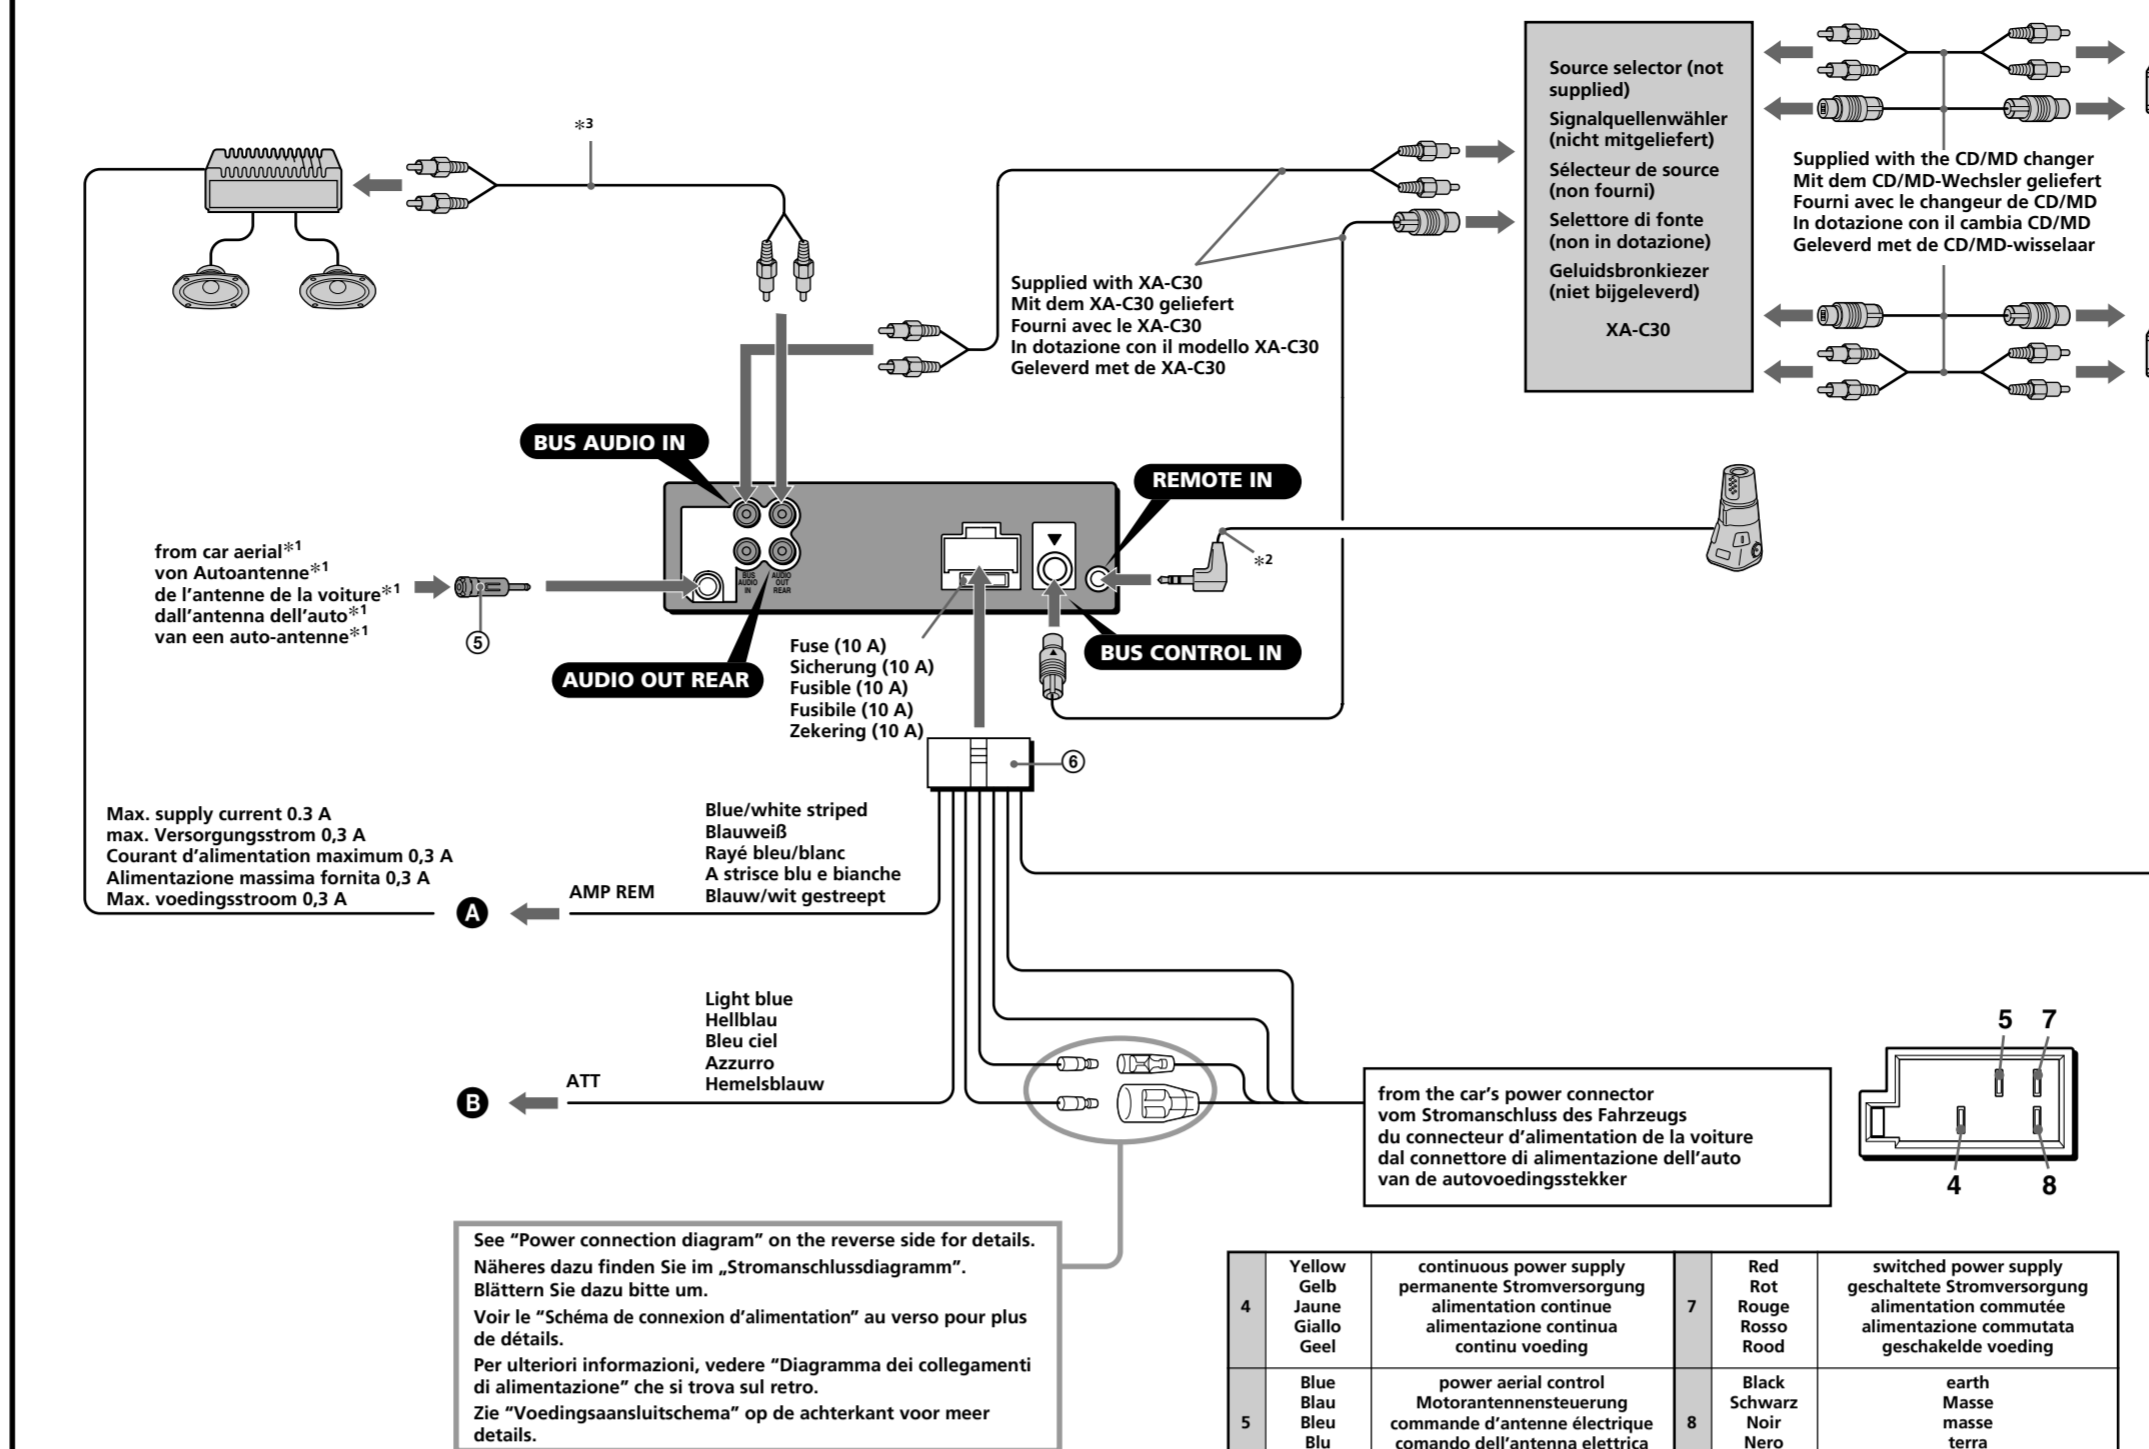 Source selector (not
supplied)
Signalquellenwähler
(nicht mitgeliefert)
Sélecteur de source
(non fourni)
Selettore di fonte
(non in dotazione)
Geluidsbronkiezer
(niet bijgeleverd)
XA-C30
Supplied with the CD/MD changer
Mit dem CD/MD-Wechsler geliefert
Fourni avec le changeur de CD/MD
In dotazione con il cambia CD/MD
Geleverd met de CD/MD-wisselaar
*3
Supplied with XA-C30
Mit dem XA-C30 geliefert
Fourni avec le XA-C30
In dotazione con il modello XA-C30
Geleverd met de XA-C30
BUS AUDIO IN
REMOTE IN
*2
from car aerial*1
von Autoantenne*1
de l'antenne de la voiture*1
dall'antenna dell'auto*1
van een auto-antenne*1
⑤
BUS
AUDIO
IN
AUDIO
OUT
REAR
AUDIO OUT REAR
BUS CONTROL IN
Fuse (10 A)
Sicherung (10 A)
Fusible (10 A)
Fusibile (10 A)
Zekering (10 A)
⑥
Max. supply current 0.3 A
max. Versorgungsstrom 0,3 A
Courant d'alimentation maximum 0,3 A
Alimentazione massima fornita 0,3 A
Max. voedingsstroom 0,3 A
A
AMP REM
Blue/white striped
Blauweiß
Rayé bleu/blanc
A strisce blu e bianche
Blauw/wit gestreept
B
ATT
Light blue
Hellblau
Bleu ciel
Azzurro
Hemelsblauw
from the car's power connector
vom Stromanschluss des Fahrzeugs
du connecteur d'alimentation de la voiture
dal connettore di alimentazione dell'auto
van de autovoedingsstekker
5 7
4 8
See "Power connection diagram" on the reverse side for details.
Näheres dazu finden Sie im „Stromanschlussdiagramm".
Blättern Sie dazu bitte um.
Voir le "Schéma de connexion d'alimentation" au verso pour plus
de détails.
Per ulteriori informazioni, vedere "Diagramma dei collegamenti
di alimentazione" che si trova sul retro.
Zie "Voedingsaansluitschema" op de achterkant voor meer
details.
4
Yellow
Gelb
Jaune
Giallo
Geel
continuous power supply
permanente Stromversorgung
alimentation continue
alimentazione continua
continu voeding
7
Red
Rot
Rouge
Rosso
Rood
switched power supply
geschaltete Stromversorgung
alimentation commutée
alimentazione commutata
geschakelde voeding
5
Blue
Blau
Bleu
Blu
power aerial control
Motorantennensteuerung
commande d'antenne électrique
comando dell'antenna elettrica
8
Black
Schwarz
Noir
Nero
earth
Masse
masse
terra